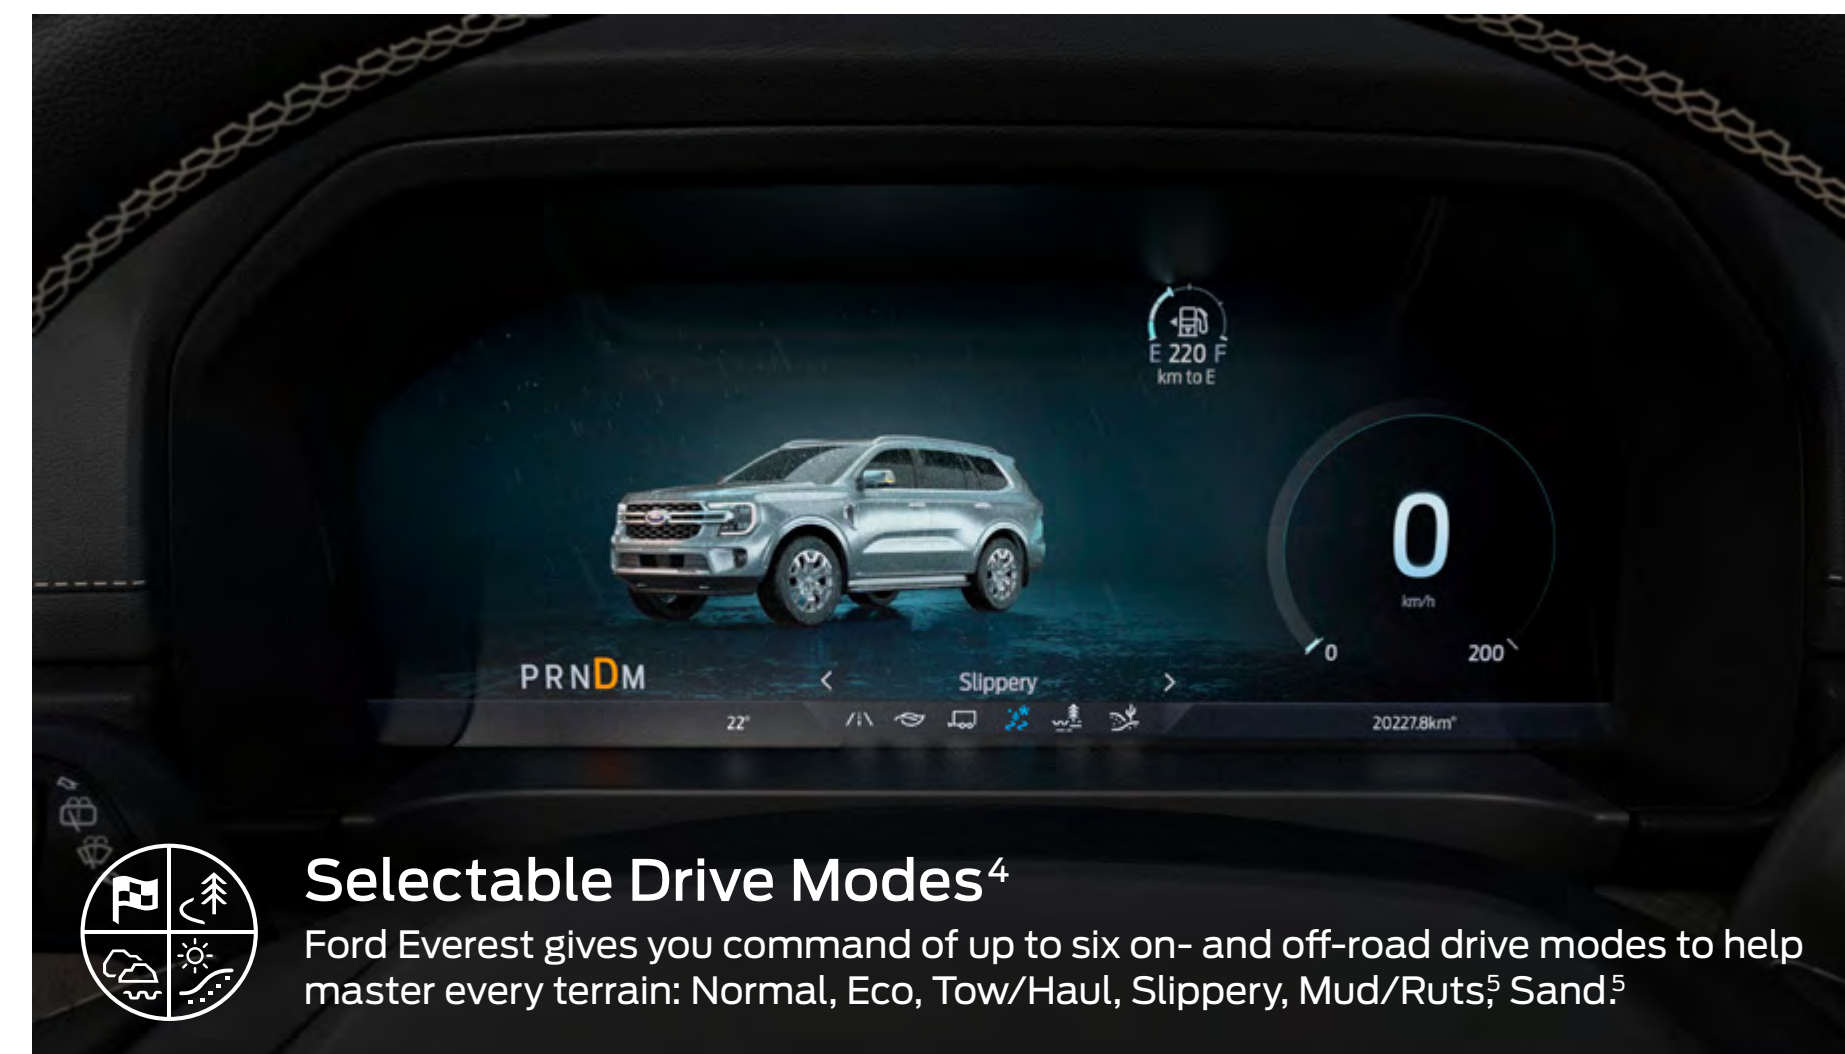 E 220 F
km to E
0
km/h
0 200
PRNDM
< Slippery >
22°
20227.8km
Selectable Drive Modes⁴
Ford Everest gives you command of up to six on- and off-road drive modes to help
master every terrain: Normal, Eco, Tow/Haul, Slippery, Mud/Ruts,⁵ Sand.⁵